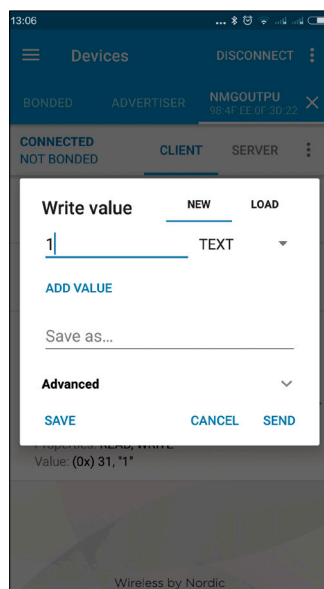 13:06 ...
Devices DISCONNECT
BONDED ADVERTISER NMGOUTPU
98:4F:EE:0F:3D:22
CONNECTED
NOT BONDED CLIENT SERVER
Write value NEW LOAD
1 TEXT
ADD VALUE
Save as...
Advanced
SAVE CANCEL SEND
Properties: READ, WRITE
Value: (0x) 31, "1"
Wireless by Nordic